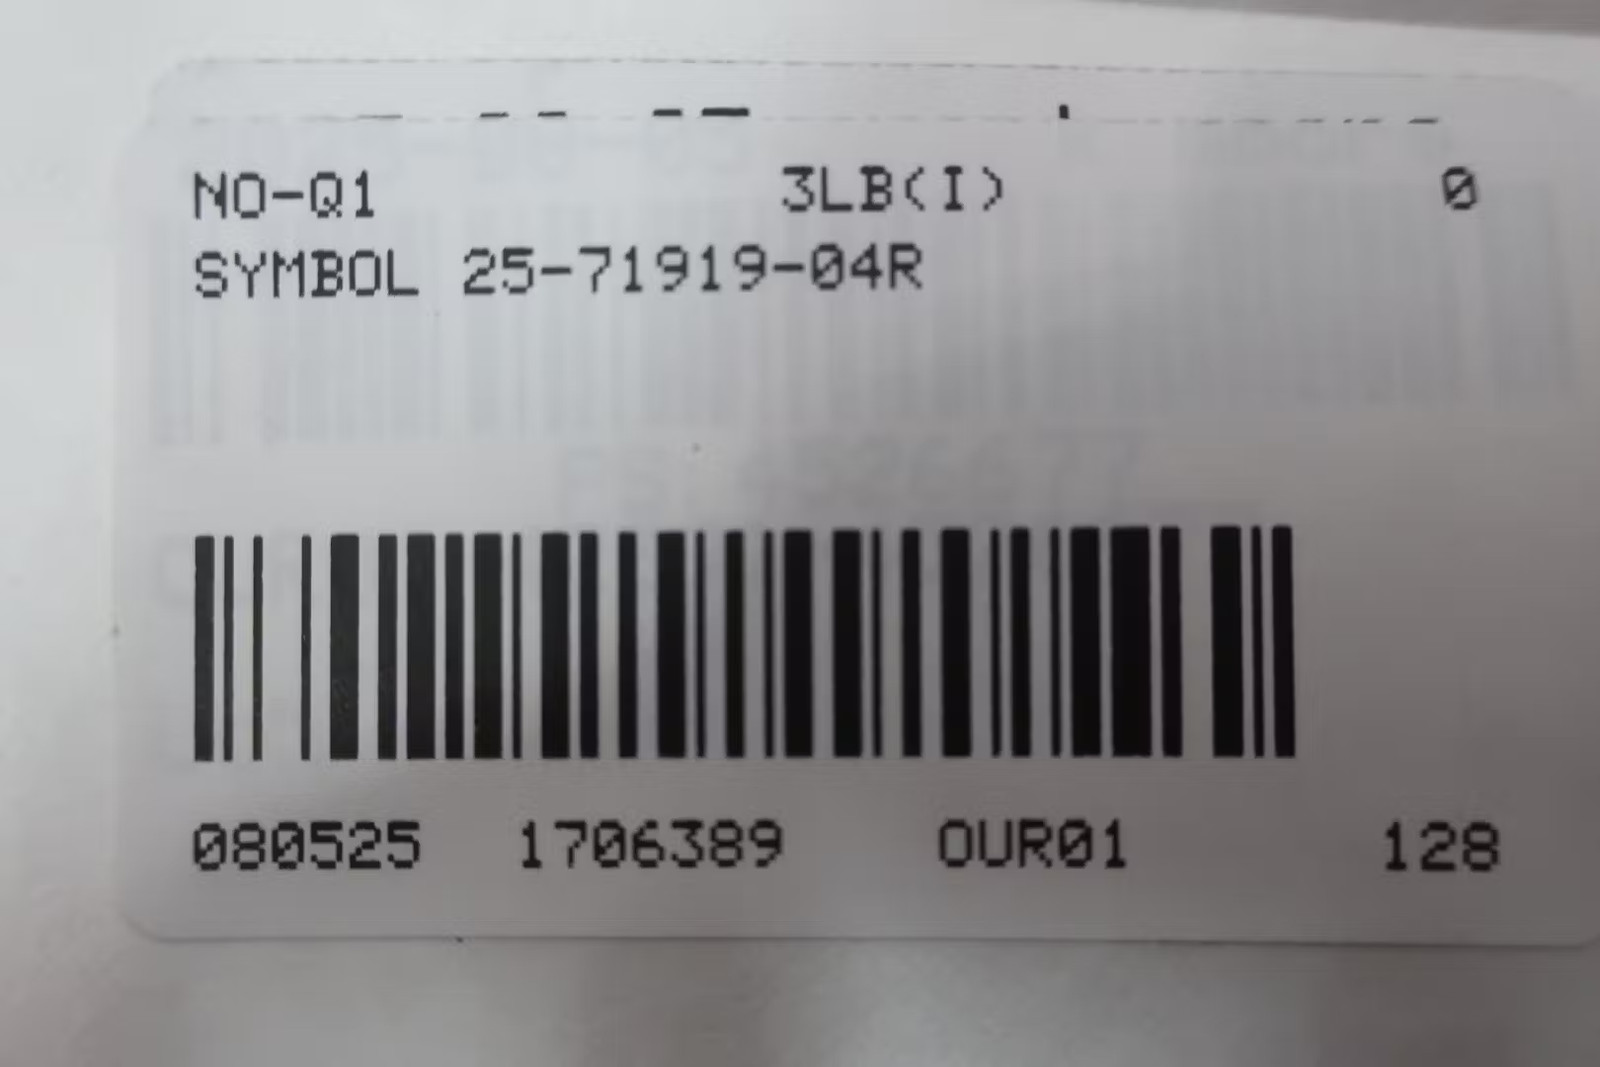 NO-Q1 3LB(I) 0
SYMBOL 25-71919-04R
080525 1706389 OUR01 128